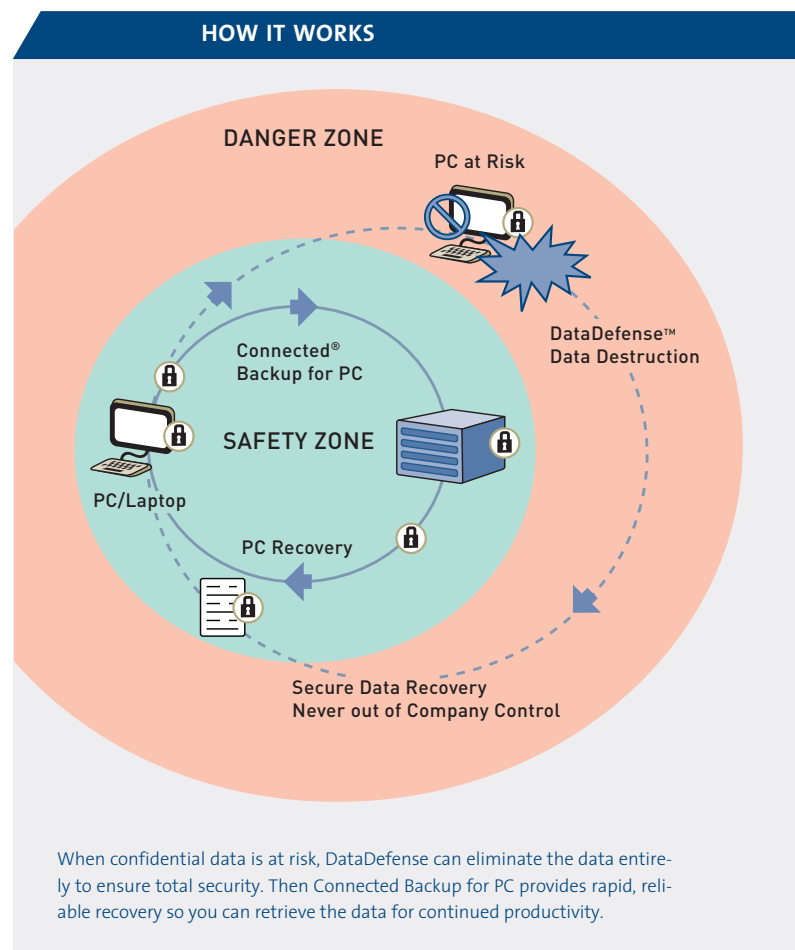 HOW IT WORKS
DANGER ZONE
PC at Risk
DataDefense™
Data Destruction
Connected®
Backup for PC
SAFETY ZONE
PC/Laptop
PC Recovery
Secure Data Recovery
Never out of Company Control
When confidential data is at risk, DataDefense can eliminate the data entire-
ly to ensure total security. Then Connected Backup for PC provides rapid, reli-
able recovery so you can retrieve the data for continued productivity.